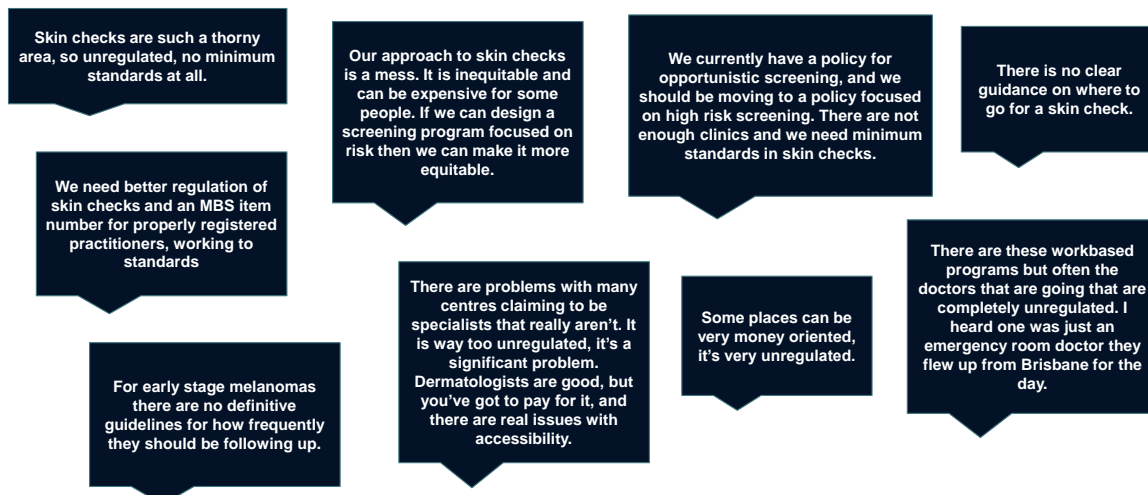 Skin checks are such a thorny
area, so unregulated, no minimum
standards at all.
Our approach to skin checks
is a mess. It is inequitable and
can be expensive for some
people. If we can design a
screening program focused on
risk then we can make it more
equitable.
We currently have a policy for
opportunistic screening, and we
should be moving to a policy focused
on high risk screening. There are not
enough clinics and we need minimum
standards in skin checks.
There is no clear
guidance on where to
go for a skin check.
We need better regulation of
skin checks and an MBS item
number for properly registered
practitioners, working to
standards
There are problems with many
centres claiming to be
specialists that really aren’t. It
is way too unregulated, it’s a
significant problem.
Dermatologists are good, but
you’ve got to pay for it, and
there are real issues with
accessibility.
Some places can be
very money oriented,
it’s very unregulated.
There are these workbased
programs but often the
doctors that are going that are
completely unregulated. I
heard one was just an
emergency room doctor they
flew up from Brisbane for the
day.
For early stage melanomas
there are no definitive
guidelines for how frequently
they should be following up.